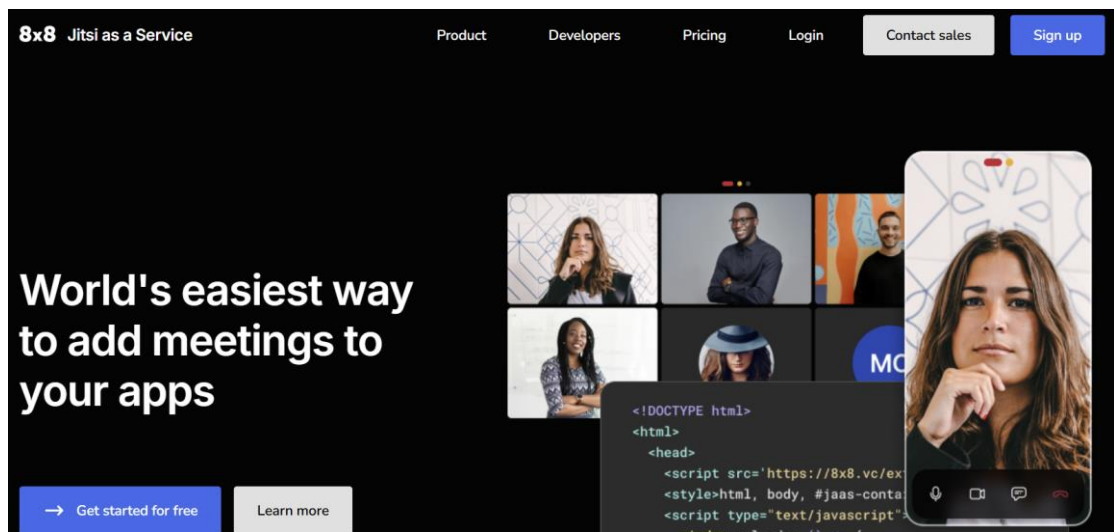 8x8 Jitsi as a Service
Product
Developers
Pricing
Login
Contact sales
Sign up
World's easiest way
to add meetings to
your apps
→ Get started for free
Learn more
MC
<!DOCTYPE html>
<html>
<head>
<script src='https://8x8.vc/ex
<style>html, body, #jaas-conta
<script type="text/javascript">